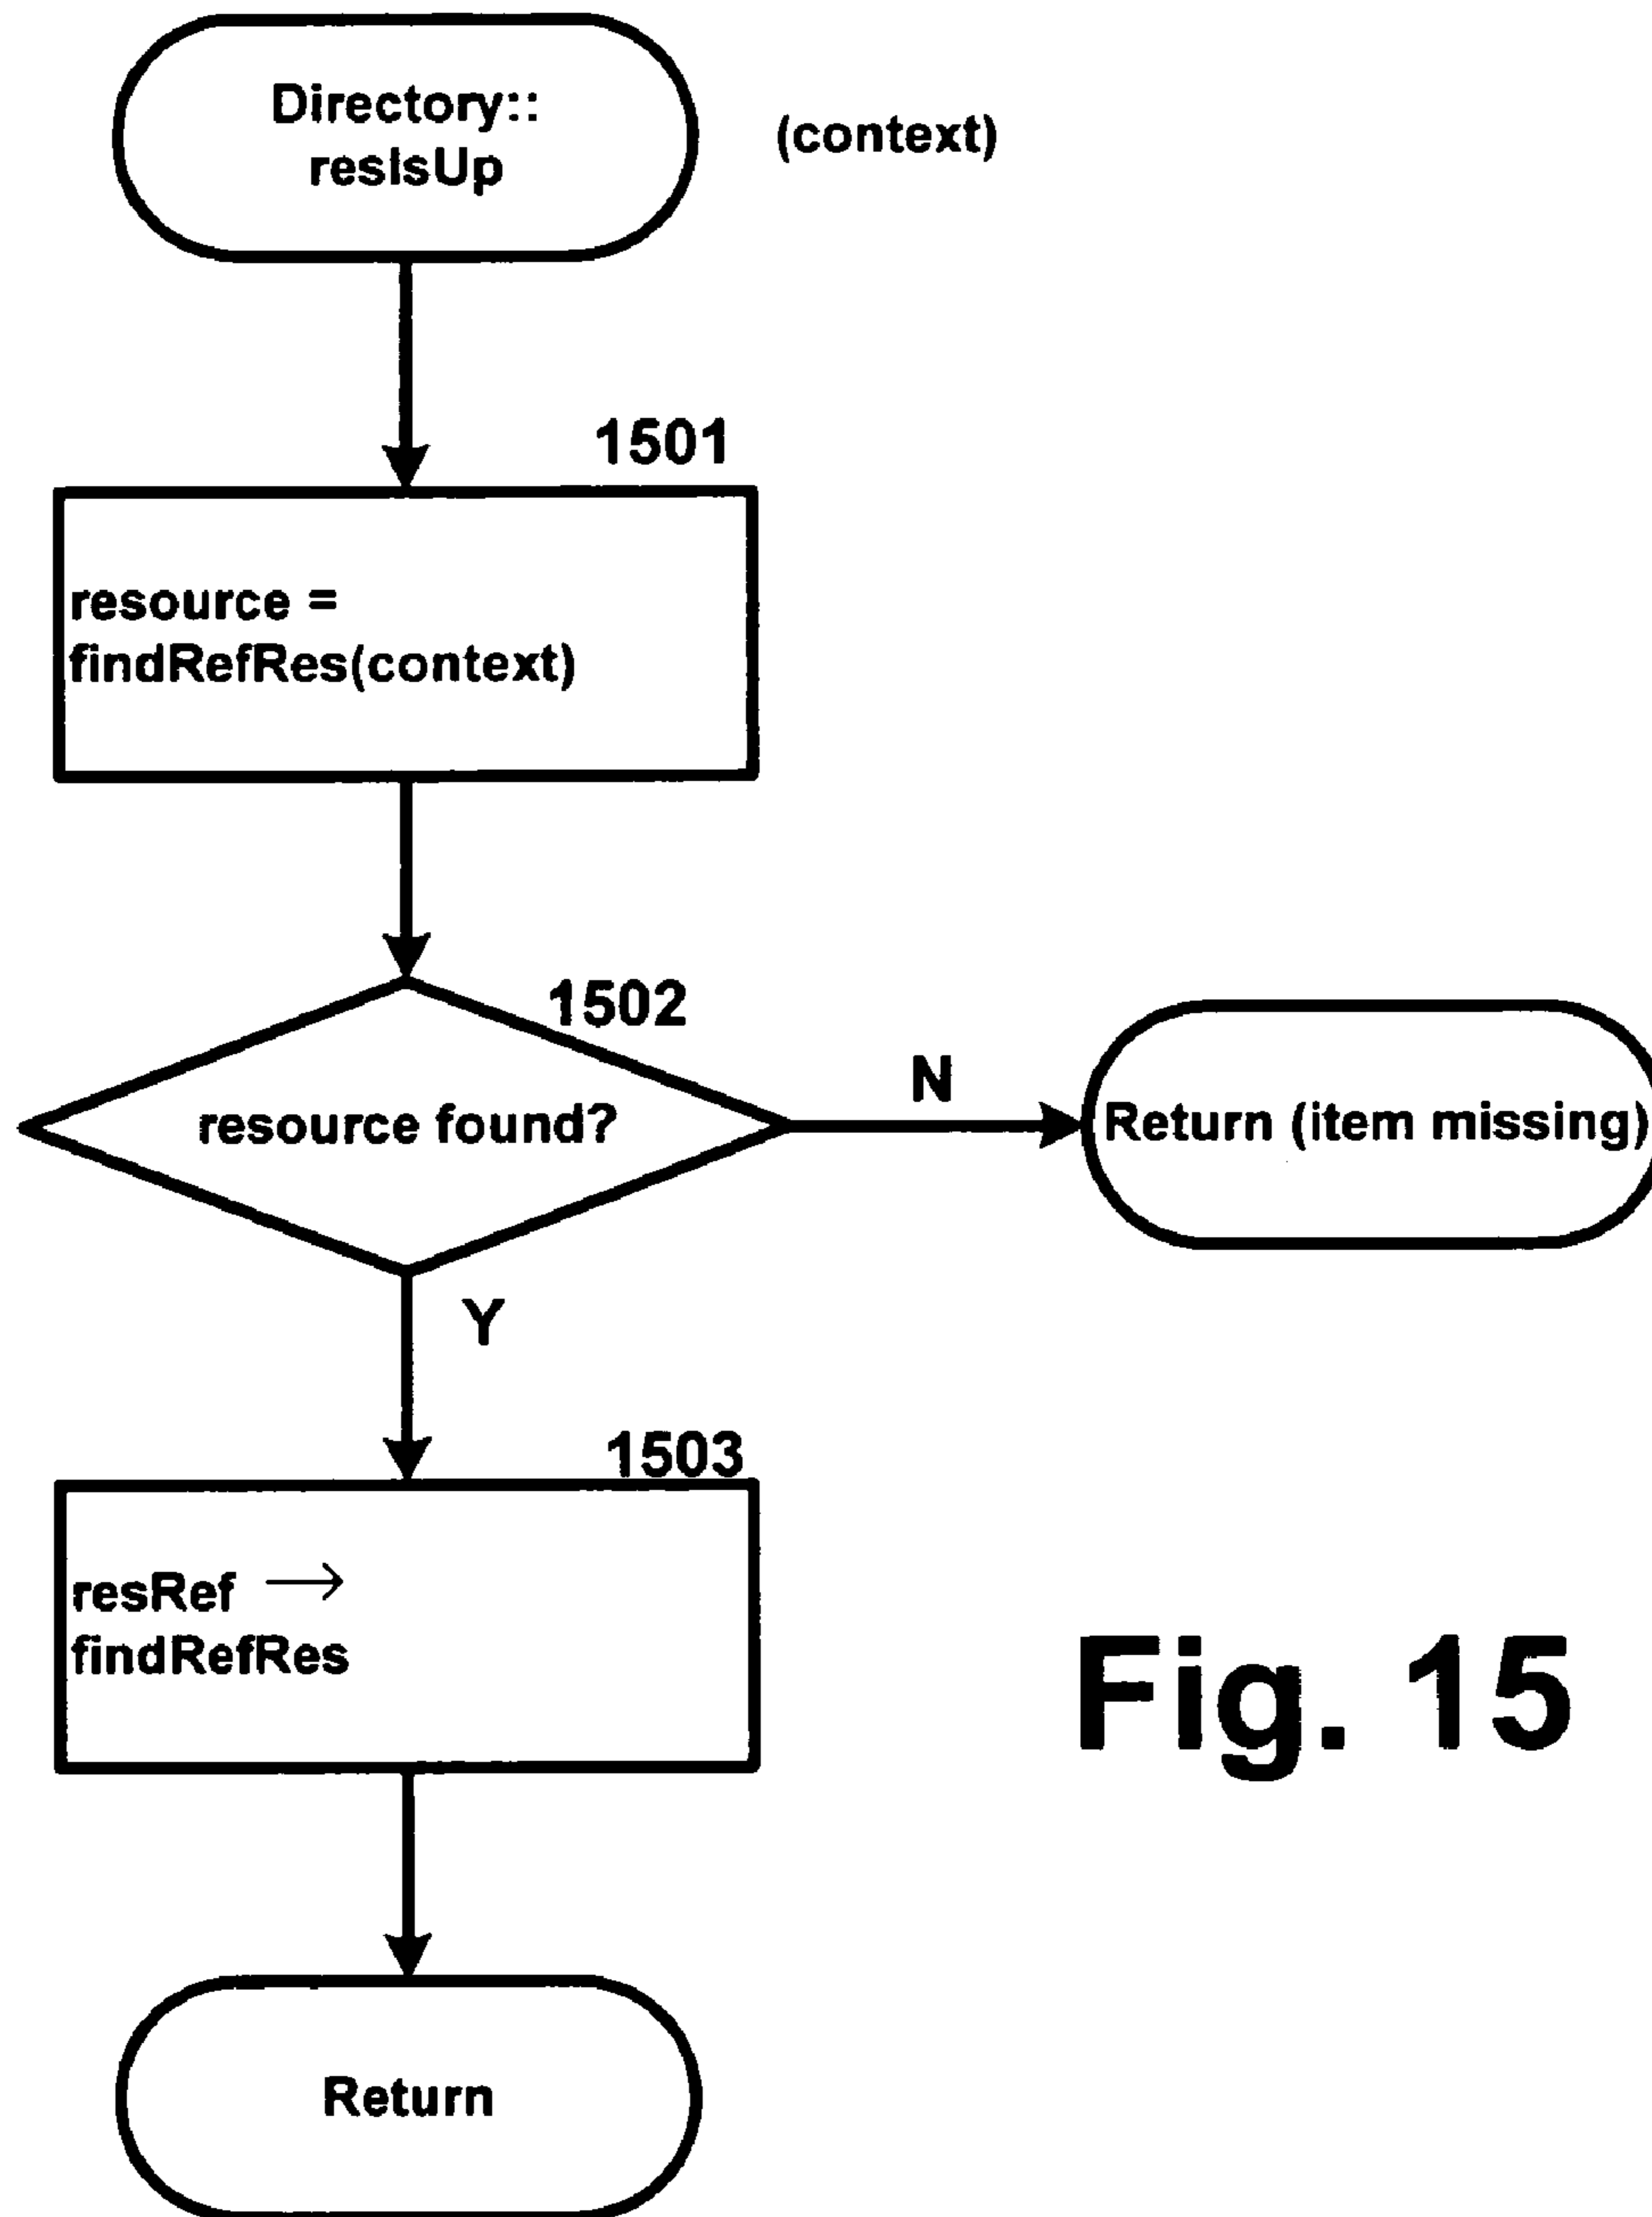 Directory::
resIsUp
(context)
1501
resource =
findRefRes(context)
1502
resource found?
N
Return (item missing)
Y
1503
resRef →
findRefRes
Return
Fig. 15